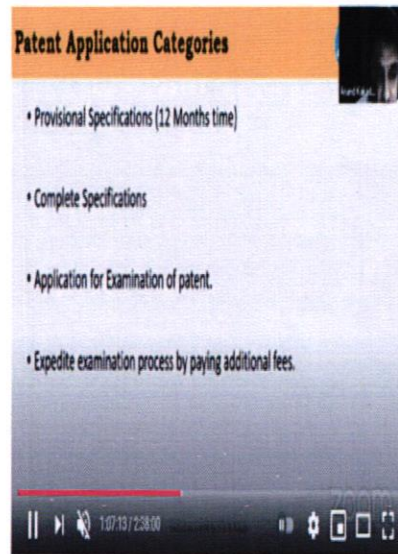 Patent Application Categories
• Provisional Specifications (12 Months time)
• Complete Specifications
• Application for Examination of patent.
• Expedite examination process by paying additional fees.
zoom
1:07:13 / 2:38:00